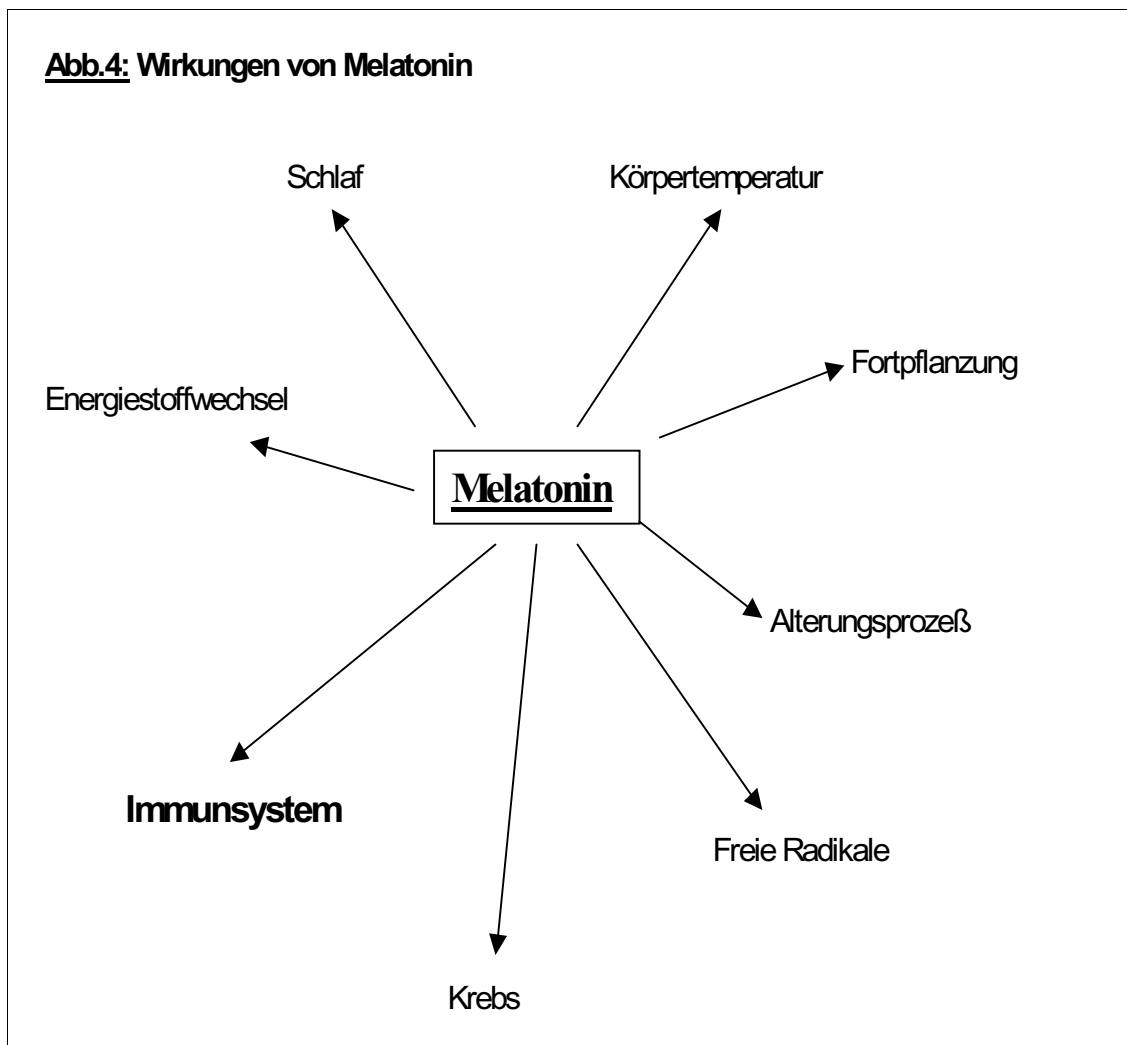 Abb.4: Wirkungen von Melatonin
Schlaf
Körpertemperatur
Fortpflanzung
Energiestoffwechsel
Melatonin
Alterungsprozeß
Immunsystem
Freie Radikale
Krebs